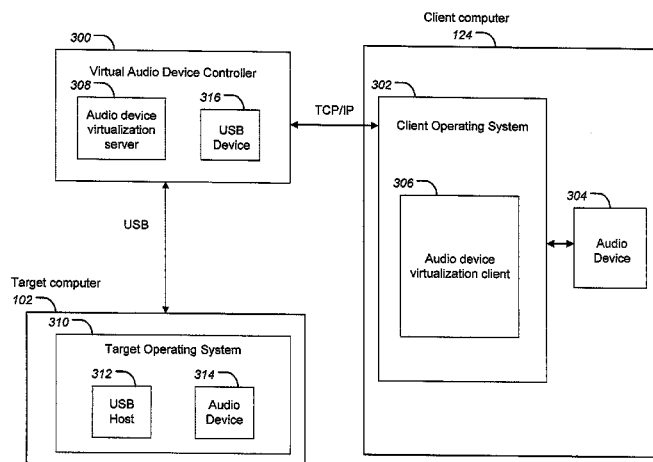 300
Virtual Audio Device Controller
308
Audio device
virtualization
server
316
USB
Device
TCP/IP
Client computer
124
302
Client Operating System
306
Audio device
virtualization client
304
Audio
Device
USB
Target computer
102
310
Target Operating System
312
USB
Host
314
Audio
Device